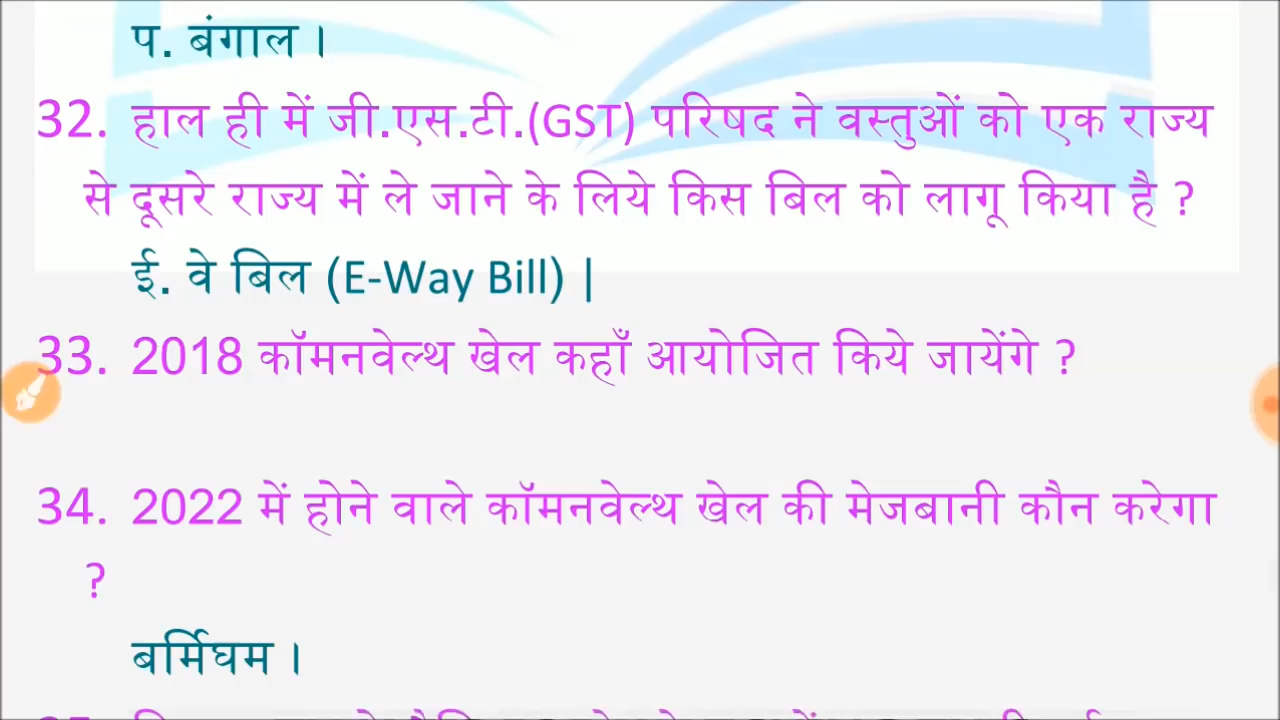 प. बंगाल ।
32. हाल ही में जी.एस.टी.(GST) परिषद ने वस्तुओं को एक राज्य
से दूसरे राज्य में ले जाने के लिये किस बिल को लागू किया है ?
ई. वे बिल (E-Way Bill) |
33. 2018 कॉमनवेल्थ खेल कहाँ आयोजित किये जायेंगे ?
34. 2022 में होने वाले कॉमनवेल्थ खेल की मेजबानी कौन करेगा
?
बर्मिघम ।